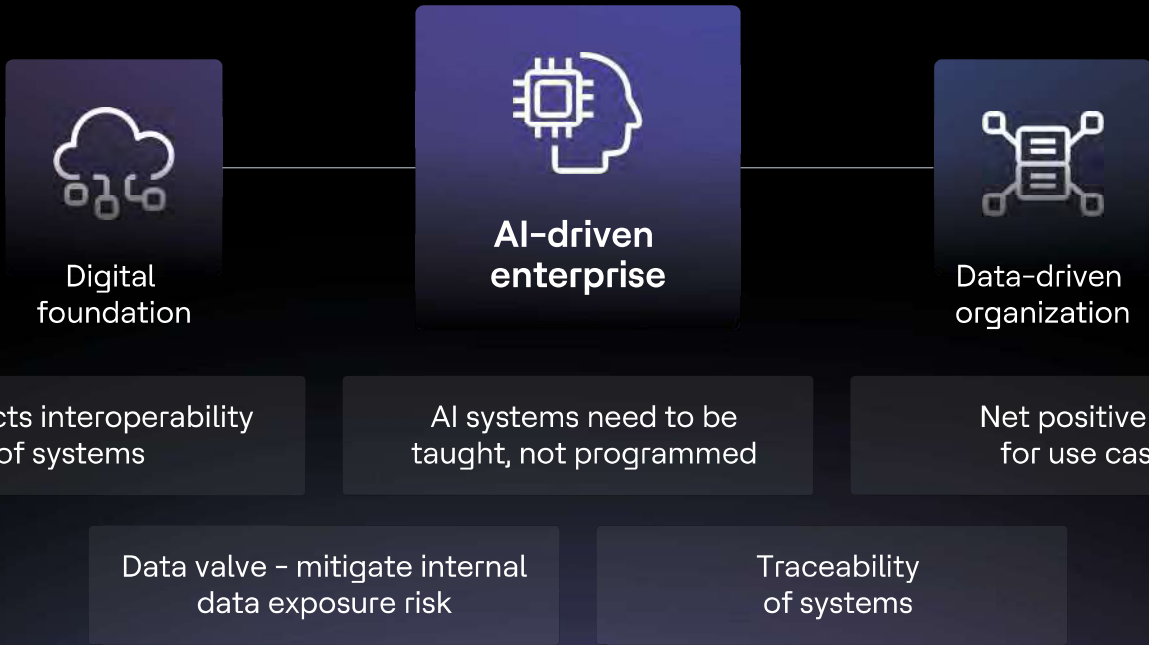 AI-driven
enterprise
Digital
foundation
Data-driven
organization
interoperability
of systems
AI systems need to be
taught, not programmed
Net positive
for use
Data valve - mitigate internal
data exposure risk
Traceability
of systems